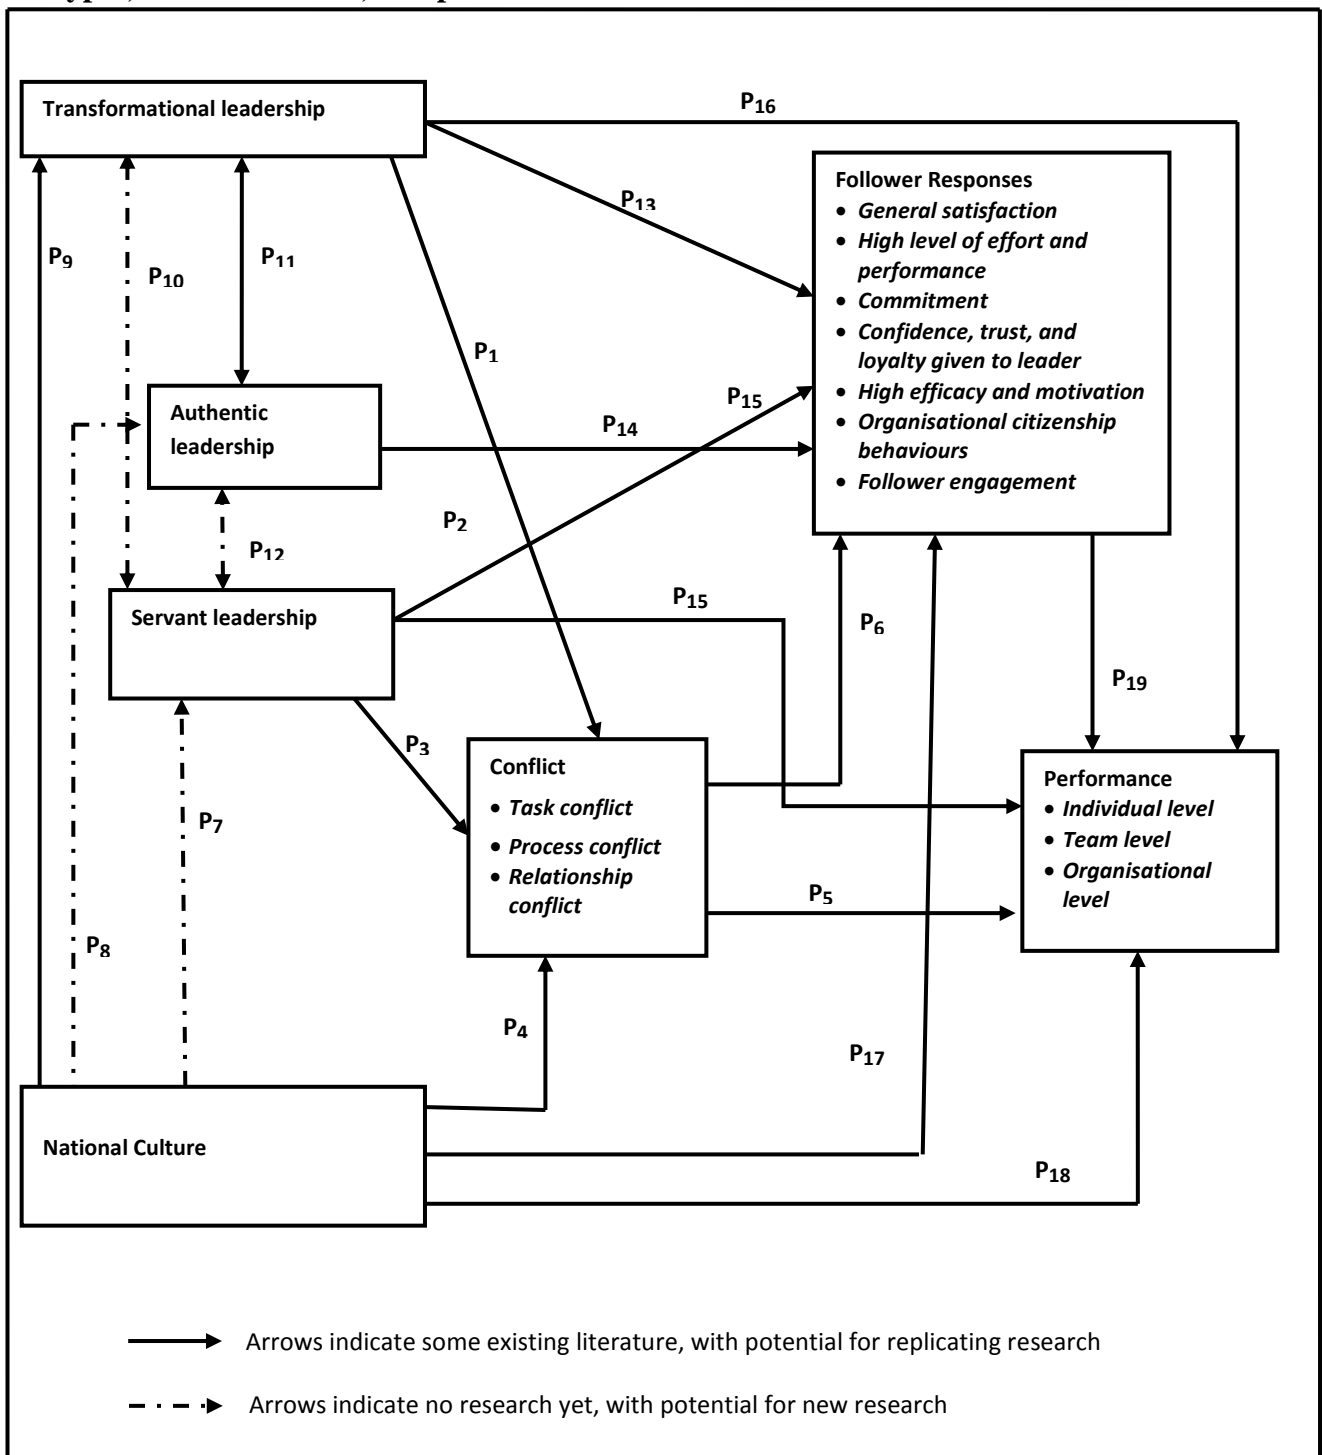 Transformational leadership
P16
Follower Responses
• General satisfaction
• High level of effort and
performance
• Commitment
• Confidence, trust, and
loyalty given to leader
• High efficacy and motivation
• Organisational citizenship
behaviours
• Follower engagement
P13
P9
P10
P11
P1
Authentic
leadership
P15
P14
P2
P12
Servant leadership
P15
P6
P19
P3
Conflict
• Task conflict
• Process conflict
• Relationship
conflict
Performance
• Individual level
• Team level
• Organisational
level
P7
P5
P8
P4
P17
National Culture
P18
Arrows indicate some existing literature, with potential for replicating research
Arrows indicate no research yet, with potential for new research